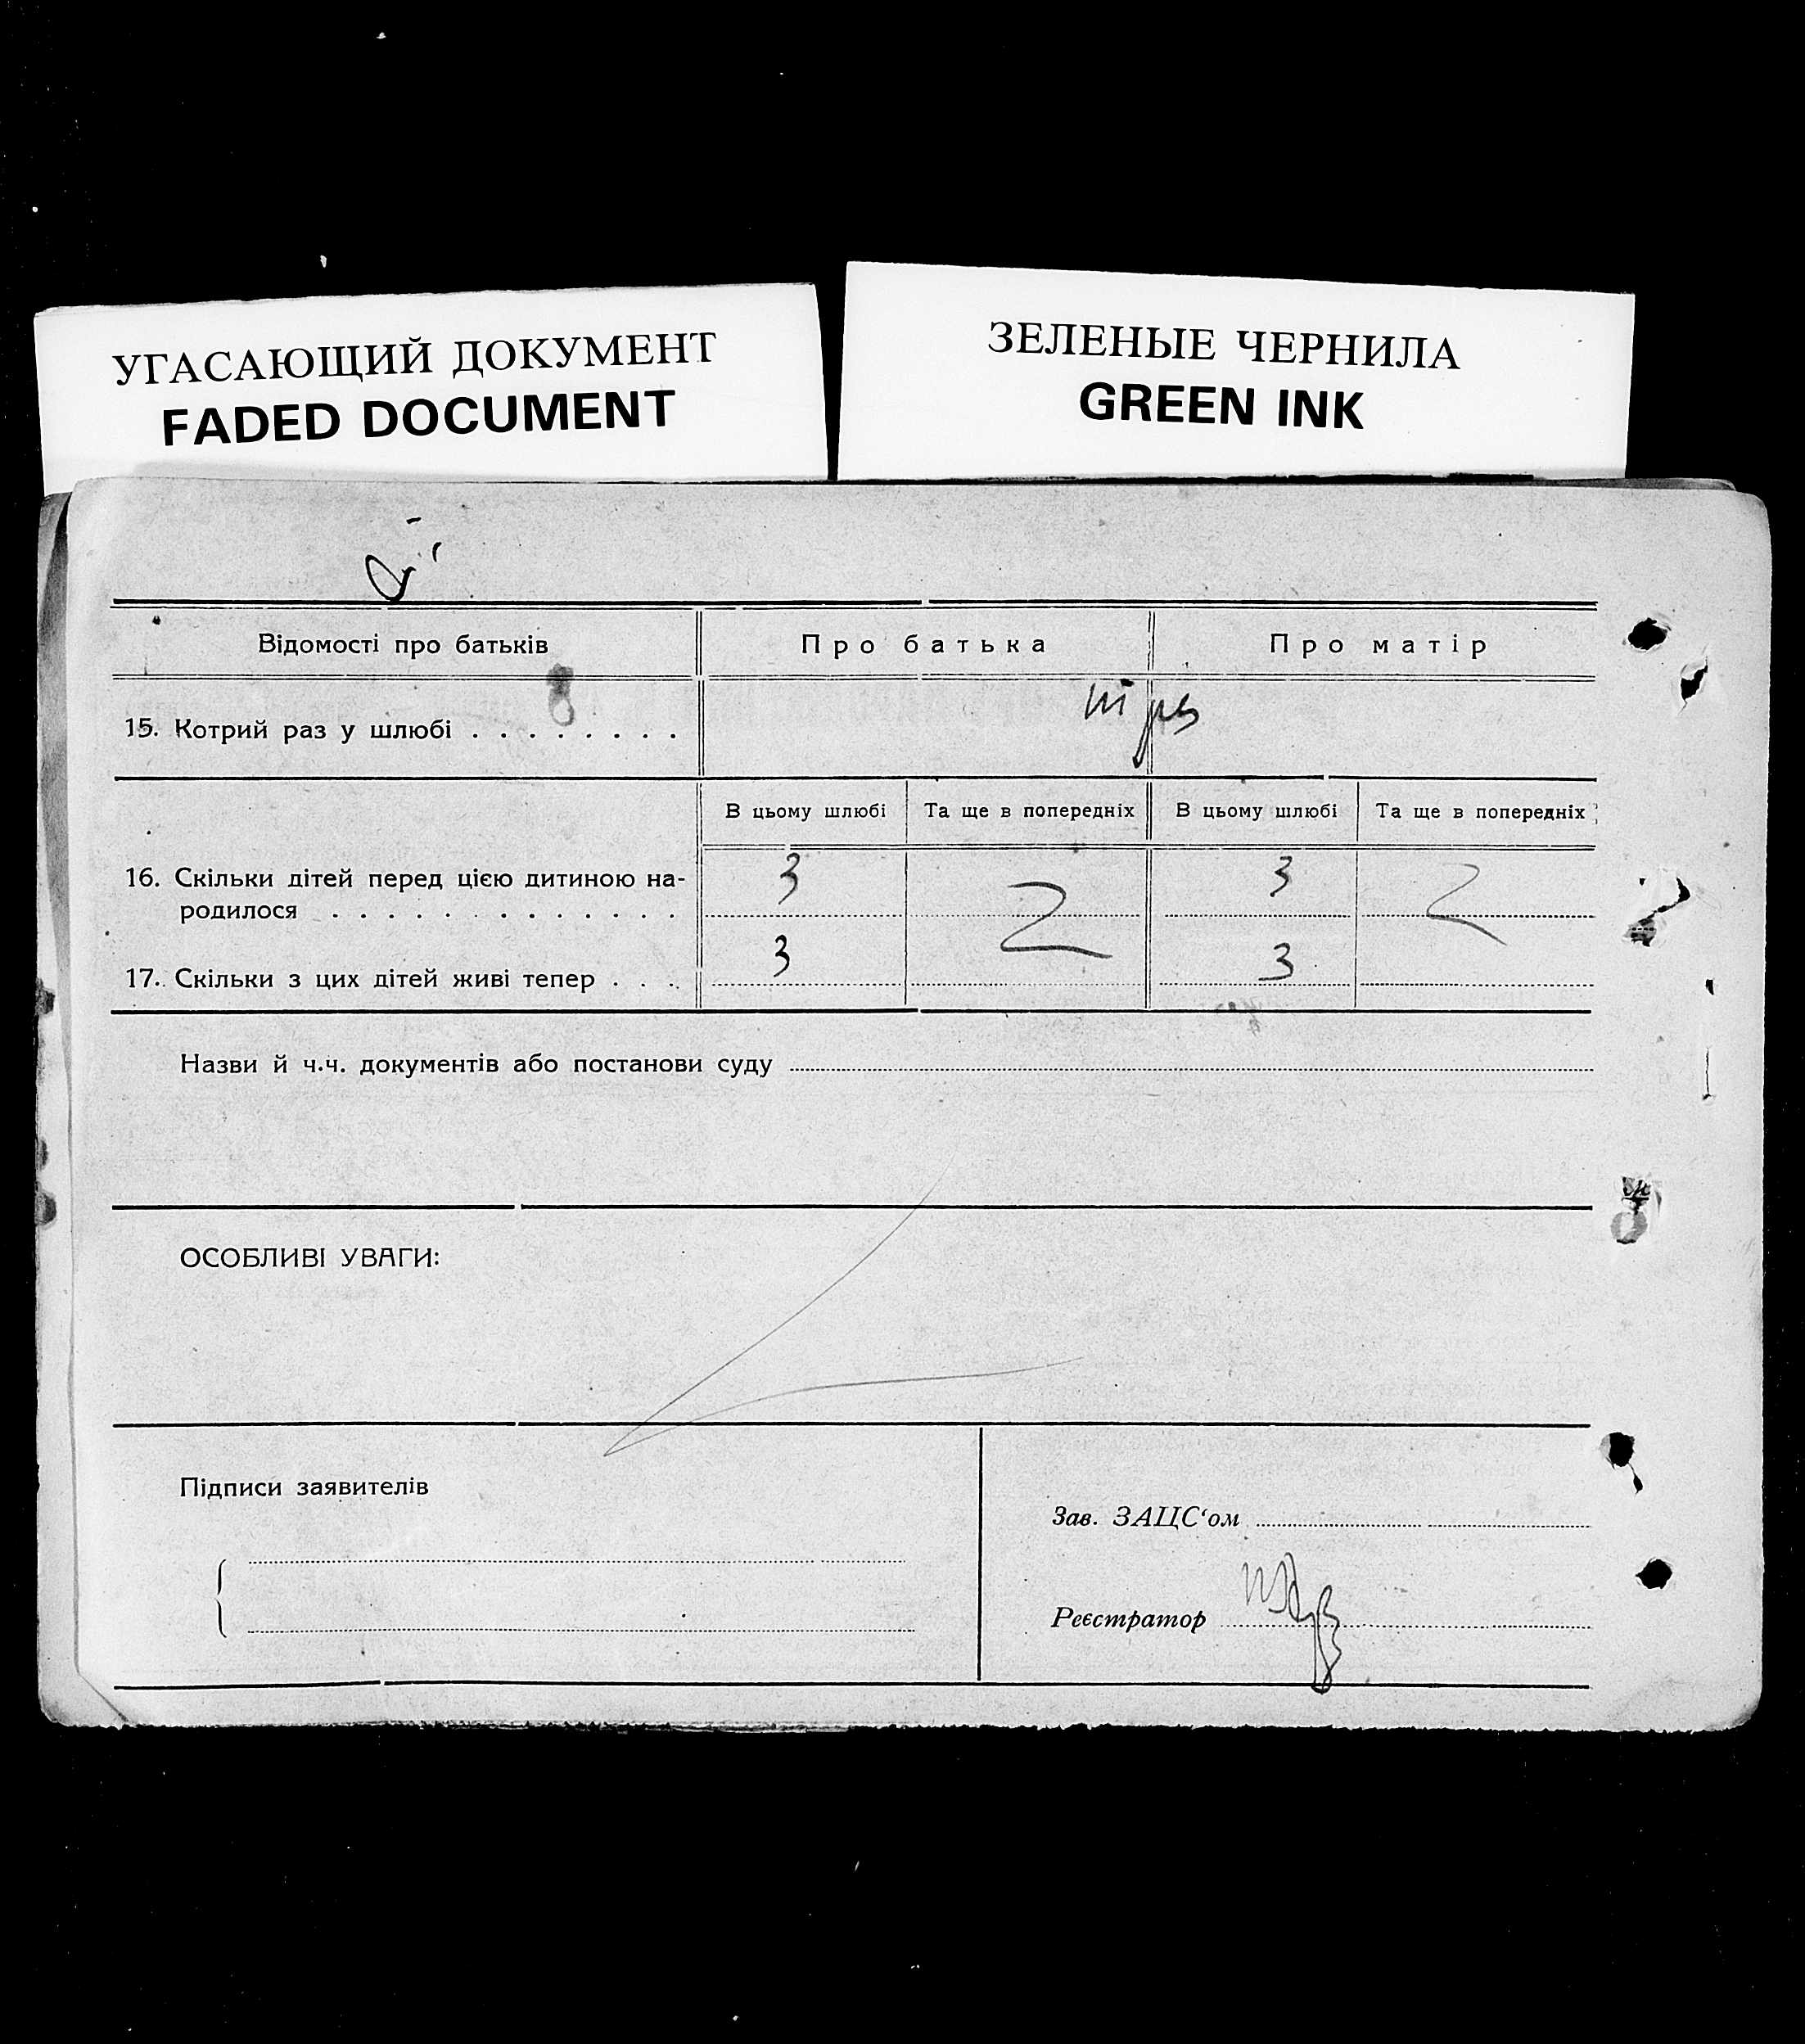 УГАСАЮЩИЙ ДОКУМЕНТ
FADED DOCUMENT
ЗЕЛЕНЫЕ ЧЕРНИЛА
GREEN INK
Відомості про батьків Про батька Про матір
15. Котрий раз у шлюбі . . . . . . . .
В цьому шлюбі Та ще в попередніх В цьому шлюбі Та ще в попередніх
16. Скільки дітей перед цією дитиною на-
родилося . . . . . . . . . . . . . 3 3
17. Скільки з цих дітей живі тепер . . . 3 3
Назви й ч.ч. документів або постанови суду
ОСОБЛИВІ УВАГИ:
Підписи заявителів
Зав. ЗАЦС‘ом
Реєстратор